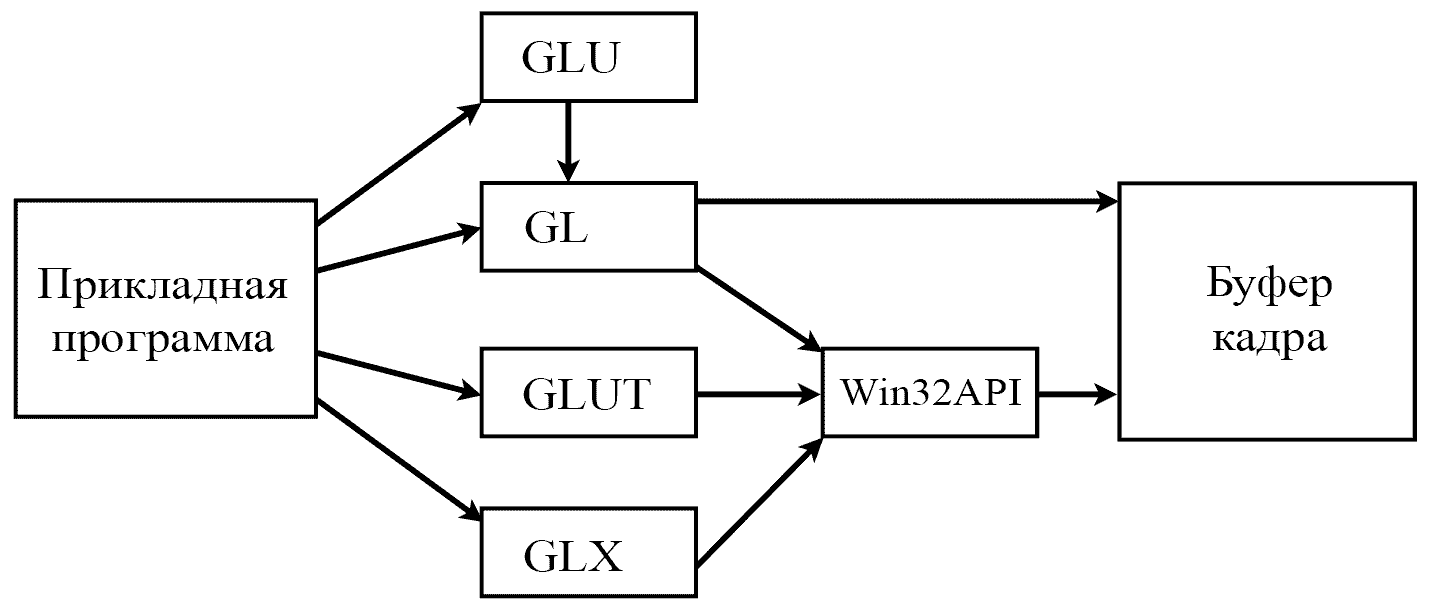 GLU
GL
Прикладная
программа
Буфер
кадра
GLUT
Win32API
GLX